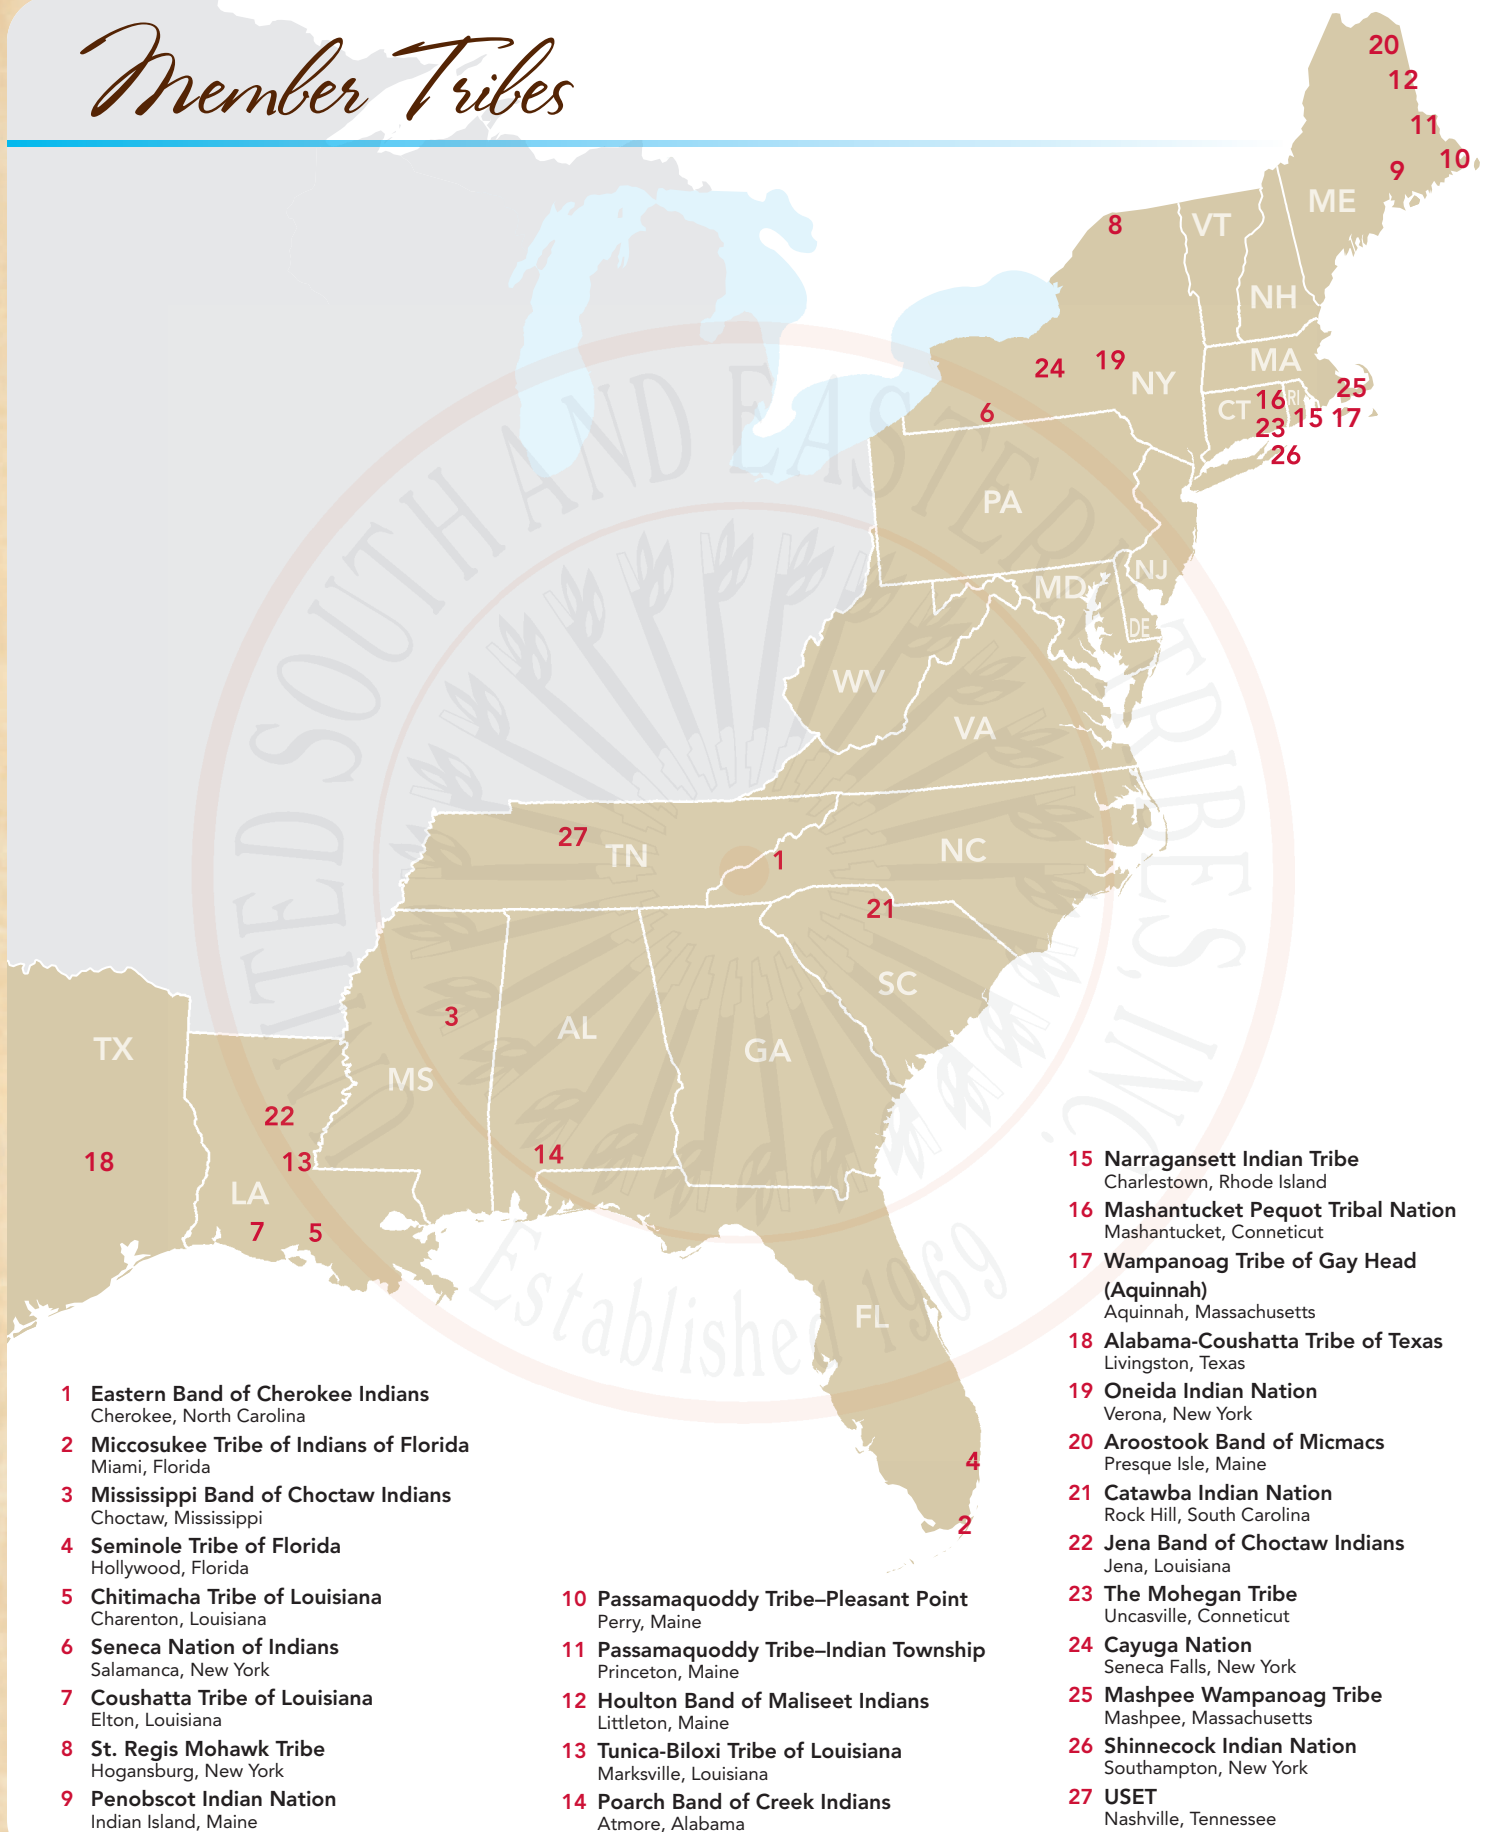 Member Tribes
20
12
11
10
9
ME
8
VT
NH
24
19
NY
MA
25
6
CT
16
RI
15
17
23
26
PA
NJ
MD
DE
WV
VA
27
TN
1
NC
21
SC
3
AL
GA
TX
MS
22
18
13
14
LA
7
5
FL
4
2
UNITED SOUTH AND EASTERN TRIBES, INC.
Established 1969
1 Eastern Band of Cherokee Indians
Cherokee, North Carolina
2 Miccosukee Tribe of Indians of Florida
Miami, Florida
3 Mississippi Band of Choctaw Indians
Choctaw, Mississippi
4 Seminole Tribe of Florida
Hollywood, Florida
5 Chitimacha Tribe of Louisiana
Charenton, Louisiana
6 Seneca Nation of Indians
Salamanca, New York
7 Coushatta Tribe of Louisiana
Elton, Louisiana
8 St. Regis Mohawk Tribe
Hogansburg, New York
9 Penobscot Indian Nation
Indian Island, Maine
10 Passamaquoddy Tribe–Pleasant Point
Perry, Maine
11 Passamaquoddy Tribe–Indian Township
Princeton, Maine
12 Houlton Band of Maliseet Indians
Littleton, Maine
13 Tunica-Biloxi Tribe of Louisiana
Marksville, Louisiana
14 Poarch Band of Creek Indians
Atmore, Alabama
15 Narragansett Indian Tribe
Charlestown, Rhode Island
16 Mashantucket Pequot Tribal Nation
Mashantucket, Conneticut
17 Wampanoag Tribe of Gay Head
(Aquinnah)
Aquinnah, Massachusetts
18 Alabama-Coushatta Tribe of Texas
Livingston, Texas
19 Oneida Indian Nation
Verona, New York
20 Aroostook Band of Micmacs
Presque Isle, Maine
21 Catawba Indian Nation
Rock Hill, South Carolina
22 Jena Band of Choctaw Indians
Jena, Louisiana
23 The Mohegan Tribe
Uncasville, Conneticut
24 Cayuga Nation
Seneca Falls, New York
25 Mashpee Wampanoag Tribe
Mashpee, Massachusetts
26 Shinnecock Indian Nation
Southampton, New York
27 USET
Nashville, Tennessee